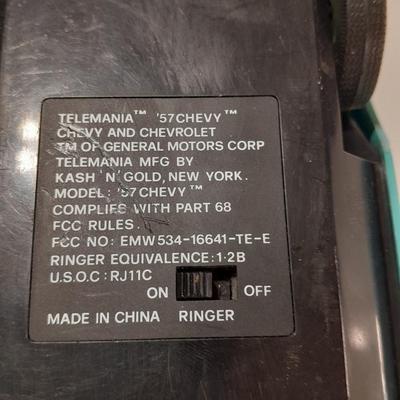 TELEMANIA™ '57CHEVY™
CHEVY AND CHEVROLET
TM OF GENERAL MOTORS CORP
TELEMANIA MFG BY
KASH 'N' GOLD, NEW YORK.
MODEL: '57CHEVY™
COMPLIES WITH PART 68
FCC RULES.
FCC NO: EMW534-16641-TE-E
RINGER EQUIVALENCE: 1·2B
U.S.O.C: RJ11C
ON OFF
MADE IN CHINA RINGER